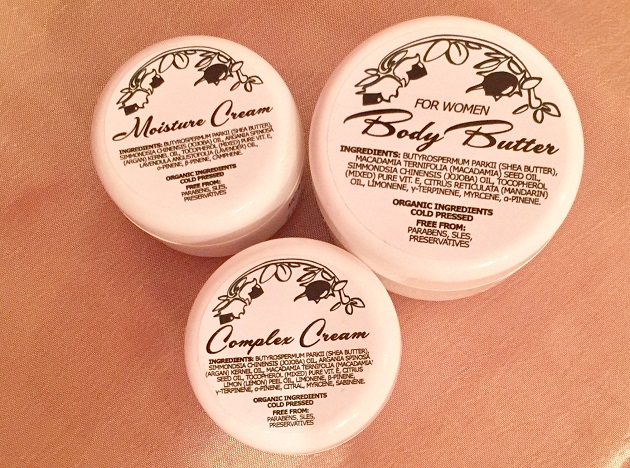 Moisture Cream
INGREDIENTS: BUTYROSPERMUM PARKII (SHEA BUTTER),
SIMMONDSIA CHINENSIS (JOJOBA) OIL, ARGANIA SPINOSA
(ARGAN) KERNEL OIL, TOCOPHEROL (MIXED) PURE VIT. E,
LAVENDULA ANGUSTOFOLIA (LAVENDER) OIL,
α-PINENE, β-PINENE, CAMPHENE.
ORGANIC INGREDIENTS
COLD PRESSED
FREE FROM:
PARABENS, SLES,
PRESERVATIVES
FOR WOMEN
Body Butter
INGREDIENTS: BUTYROSPERMUM PARKII (SHEA BUTTER),
MACADAMIA TERNIFOLIA (MACADAMIA) SEED OIL,
SIMMONDSIA CHINENSIS (JOJOBA) OIL, TOCOPHEROL
(MIXED) PURE VIT. E, CITRUS RETICULATA (MANDARIN)
OIL, LIMONENE, γ-TERPINENE, MYRCENE, α-PINENE.
ORGANIC INGREDIENTS
COLD PRESSED
FREE FROM:
PARABENS, SLES,
PRESERVATIVES
Complex Cream
INGREDIENTS: BUTYROSPERMUM PARKII (SHEA BUTTER),
SIMMONDSIA CHINENSIS (JOJOBA) OIL, ARGANIA SPINOSA
(ARGAN) KERNEL OIL, MACADAMIA TERNIFOLIA (MACADAMIA)
SEED OIL, TOCOPHEROL (MIXED) PURE VIT. E, CITRUS
LIMON (LEMON) PEEL OIL, LIMONENE, β-PINENE,
γ-TERPINENE, α-PINENE, CITRAL, MYRCENE, SABINENE.
ORGANIC INGREDIENTS
COLD PRESSED
FREE FROM:
PARABENS, SLES,
PRESERVATIVES